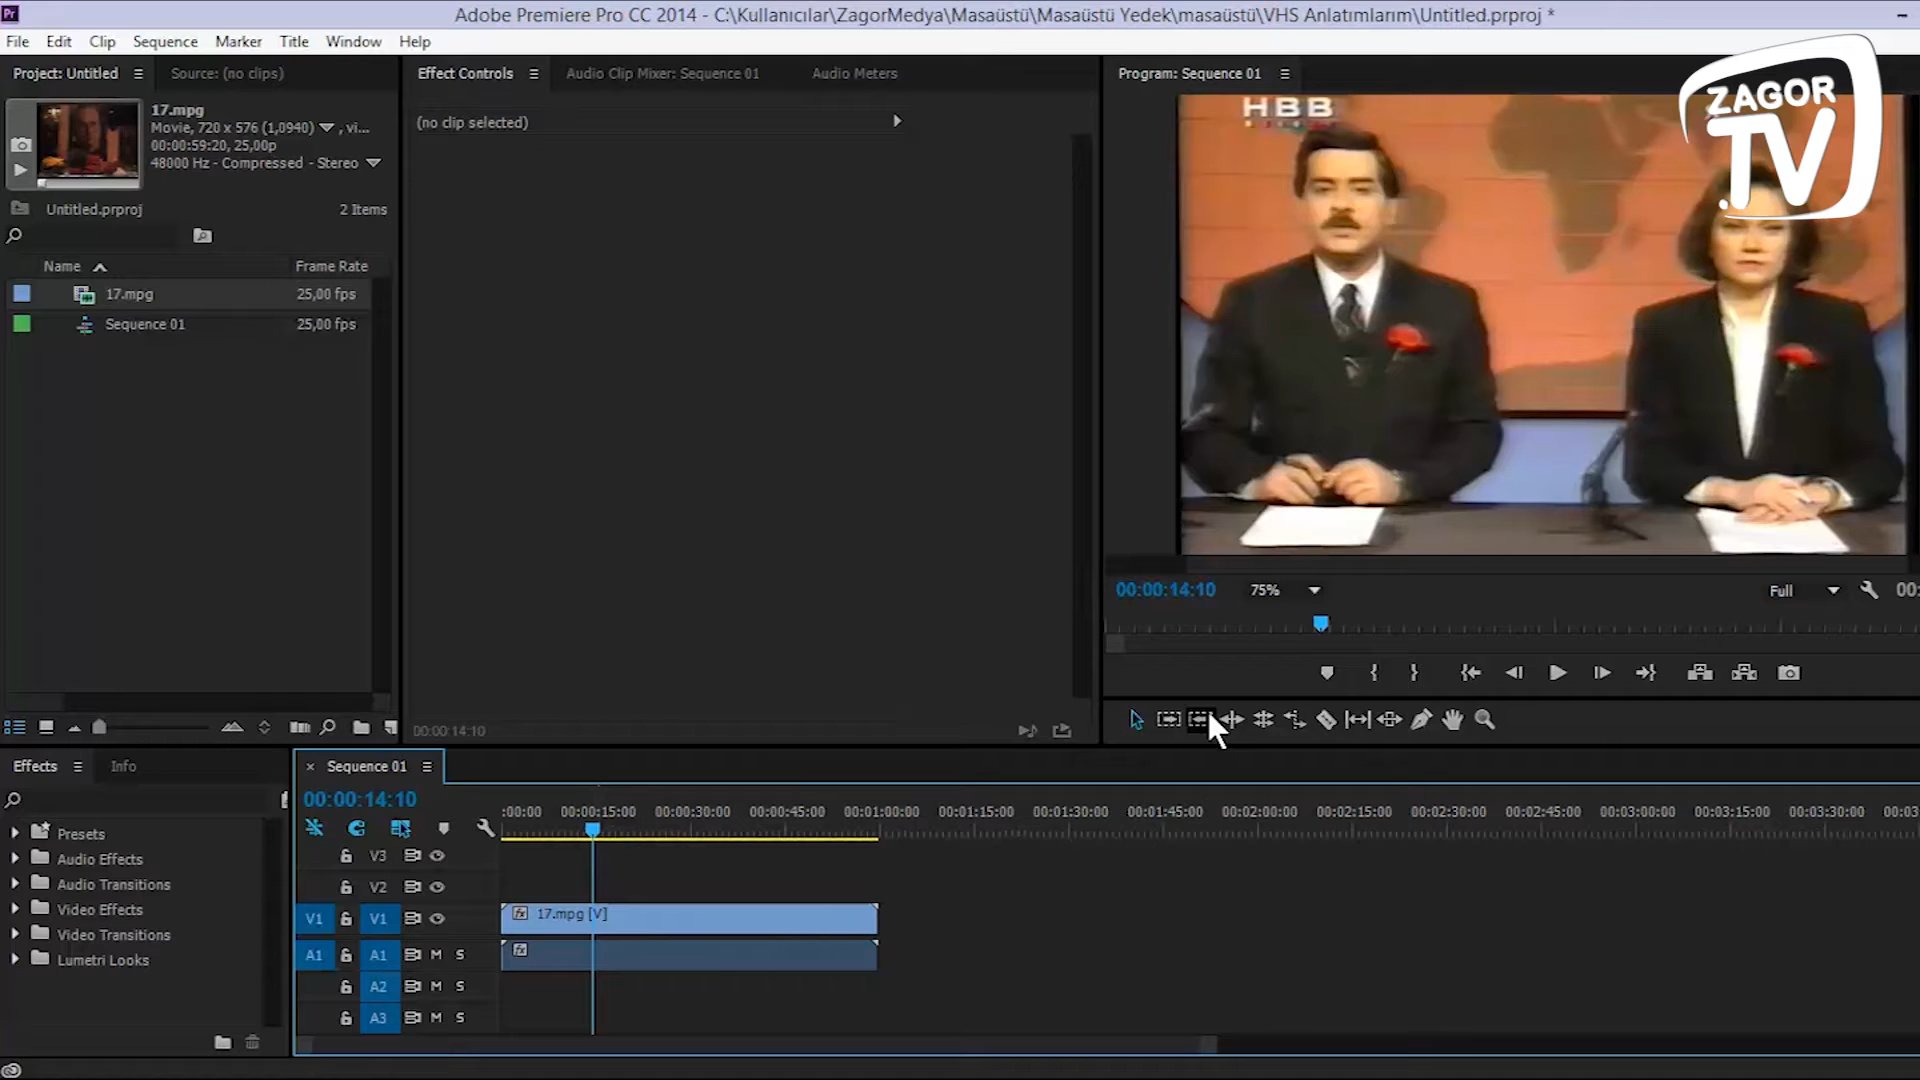 Adobe Premiere Pro CC 2014 - C:\Kullanıcılar\ZagorMedya\Masaüstü\Masaüstü Yedek\masaüstü\VHS Anlatımlarım\Untitled.prproj *
File Edit Clip Sequence Marker Title Window Help
Project: Untitled
Source: (no clips)
17.mpg
Movie, 720 x 576 (1,0940) , vi...
00:00:59:20, 25,00p
48000 Hz - Compressed - Stereo
Untitled.prproj
2 Items
Name
Frame Rate
17.mpg
25,00 fps
Sequence 01
25,00 fps
Effect Controls
Audio Clip Mixer: Sequence 01
Audio Meters
(no clip selected)
00:00:14:10
Program: Sequence 01
HBB
ZAGOR
.TV
00:00:14:10
75%
Full
00:
Effects
Info
Presets
Audio Effects
Audio Transitions
Video Effects
Video Transitions
Lumetri Looks
× Sequence 01
00:00:14:10
:00:00 00:00:15:00 00:00:30:00 00:00:45:00 00:01:00:00 00:01:15:00 00:01:30:00 00:01:45:00 00:02:00:00 00:02:15:00 00:02:30:00 00:02:45:00 00:03:00:00 00:03:15:00 00:03:30:00 00:03
V3
V2
V1 V1
17.mpg [V]
A1 A1 M S
A2 M S
A3 M S